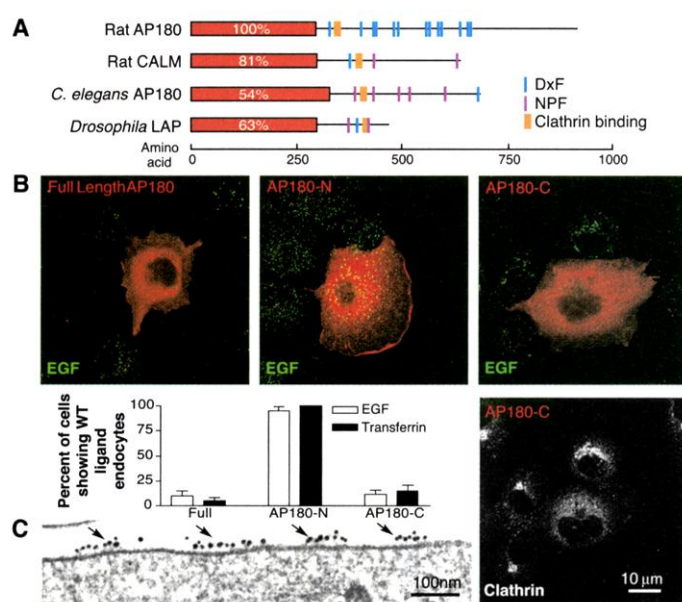 A
Rat AP180
100%
Rat CALM
81%
C. elegans AP180
54%
Drosophila LAP
63%
DxF
NPF
Clathrin binding
Amino
acid
0
250
500
750
1000
B
Full Length AP180
EGF
AP180-N
EGF
AP180-C
EGF
Percent of cells
showing WT
ligand
endocytes
100
75
50
25
0
EGF
Transferrin
Full
AP180-N
AP180-C
AP180-C
Clathrin
10 µm
C
100nm